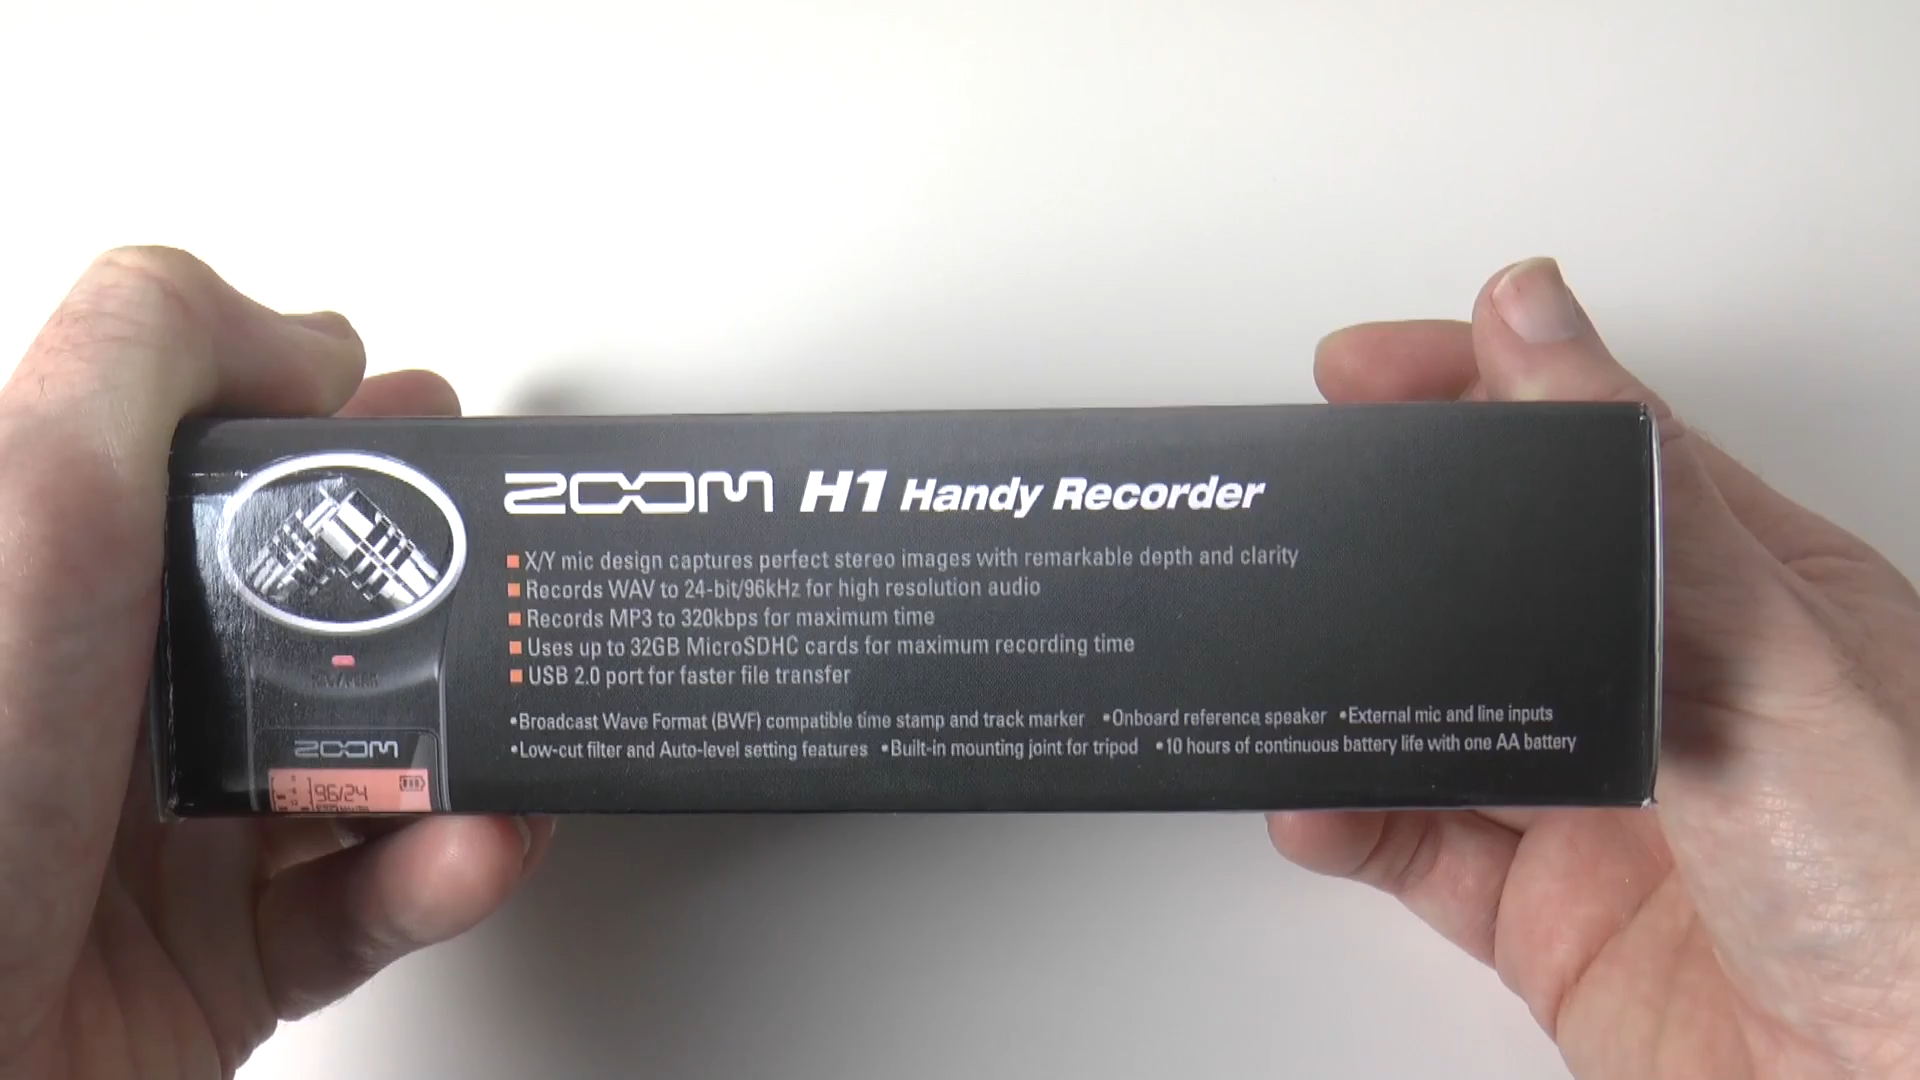 ZOOM H1 Handy Recorder
X/Y mic design captures perfect stereo images with remarkable depth and clarity
Records WAV to 24-bit/96kHz for high resolution audio
Records MP3 to 320kbps for maximum time
Uses up to 32GB MicroSDHC cards for maximum recording time
USB 2.0 port for faster file transfer
•Broadcast Wave Format (BWF) compatible time stamp and track marker •Onboard reference speaker •External mic and line inputs
•Low-cut filter and Auto-level setting features •Built-in mounting joint for tripod •10 hours of continuous battery life with one AA battery
ZOOM
96/24